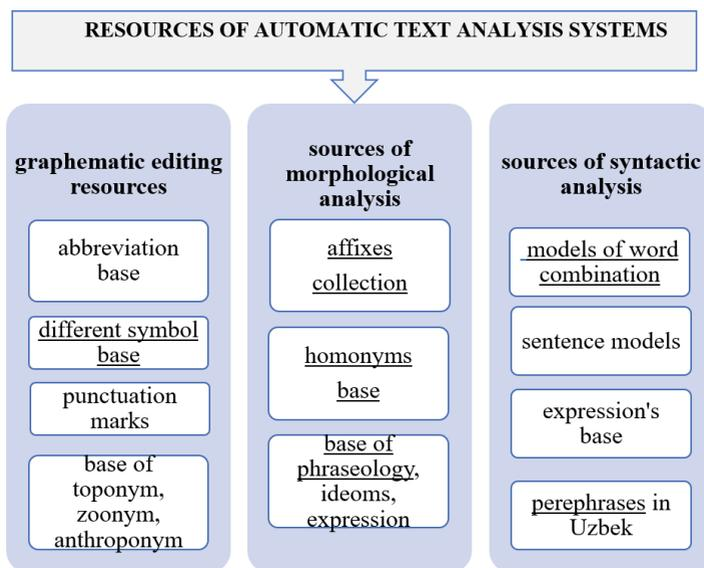 RESOURCES OF AUTOMATIC TEXT ANALYSIS SYSTEMS
graphematic editing
resources
abbreviation
base
different symbol
base
punctuation
marks
base of
toponym,
zoonym,
anthroponym
sources of
morphological
analysis
affixes
collection
homonyms
base
base of
phraseology,
ideoms,
expression
sources of syntactic
analysis
models of word
combination
sentence models
expression's
base
perephrases in
Uzbek